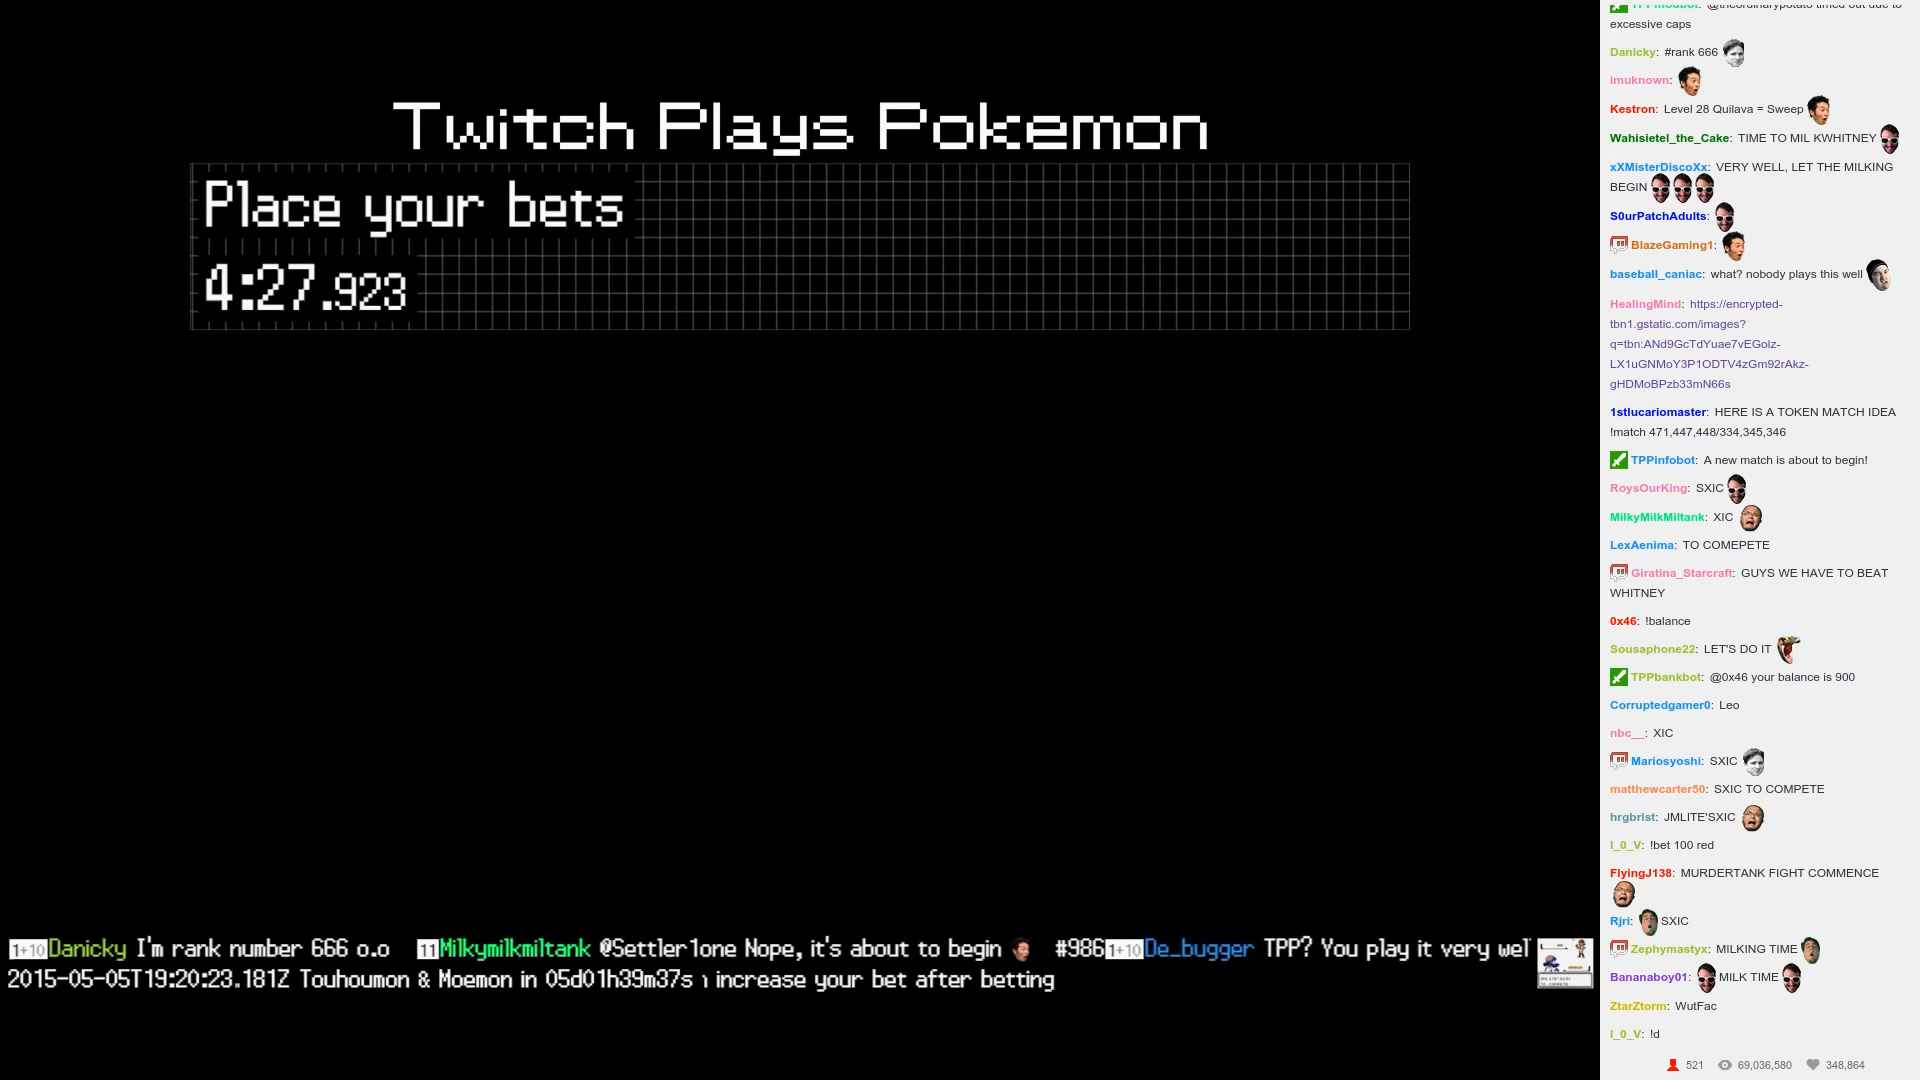 Twitch Plays Pokemon
Place your bets
4:27.923
1+10 Danicky I'm rank number 666 o.o 11 Milkymilkmiltank @Settler1one Nope, it's about to begin #986 1+10 De_bugger TPP? You play it very wel
2015-05-05T19:20:23.181Z Touhoumon & Moemon in 05d01h39m37s increase your bet after betting
TPPmodbot: @theordinarypotato timed out due to
excessive caps
Danicky: #rank 666
imuknown:
Kestron: Level 28 Quilava = Sweep
Wahisietel_the_Cake: TIME TO MIL KWHITNEY
xXMisterDiscoXx: VERY WELL, LET THE MILKING
BEGIN
S0urPatchAdults:
BlazeGaming1:
baseball_caniac: what? nobody plays this well
HealingMind: https://encrypted-
tbn1.gstatic.com/images?
q=tbn:ANd9GcTdYuae7vEGolz-
LX1uGNMoY3P1ODTV4zGm92rAkz-
gHDMoBPzb33mN66s
1stlucariomaster: HERE IS A TOKEN MATCH IDEA
!match 471,447,448/334,345,346
TPPinfobot: A new match is about to begin!
RoysOurKing: SXIC
MilkyMilkMiltank: XIC
LexAenima: TO COMEPETE
Giratina_Starcraft: GUYS WE HAVE TO BEAT
WHITNEY
0x46: !balance
Sousaphone22: LET'S DO IT
TPPbankbot: @0x46 your balance is 900
Corruptedgamer0: Leo
nbc__: XIC
Mariosyoshi: SXIC
matthewcarter50: SXIC TO COMPETE
hrgbrlst: JMLITE'SXIC
l_0_V: !bet 100 red
FlyingJ138: MURDERTANK FIGHT COMMENCE
Rjri: SXIC
Zephymastyx: MILKING TIME
Bananaboy01: MILK TIME
ZtarZtorm: WutFac
l_0_V: !d
521 69,036,580 348,864